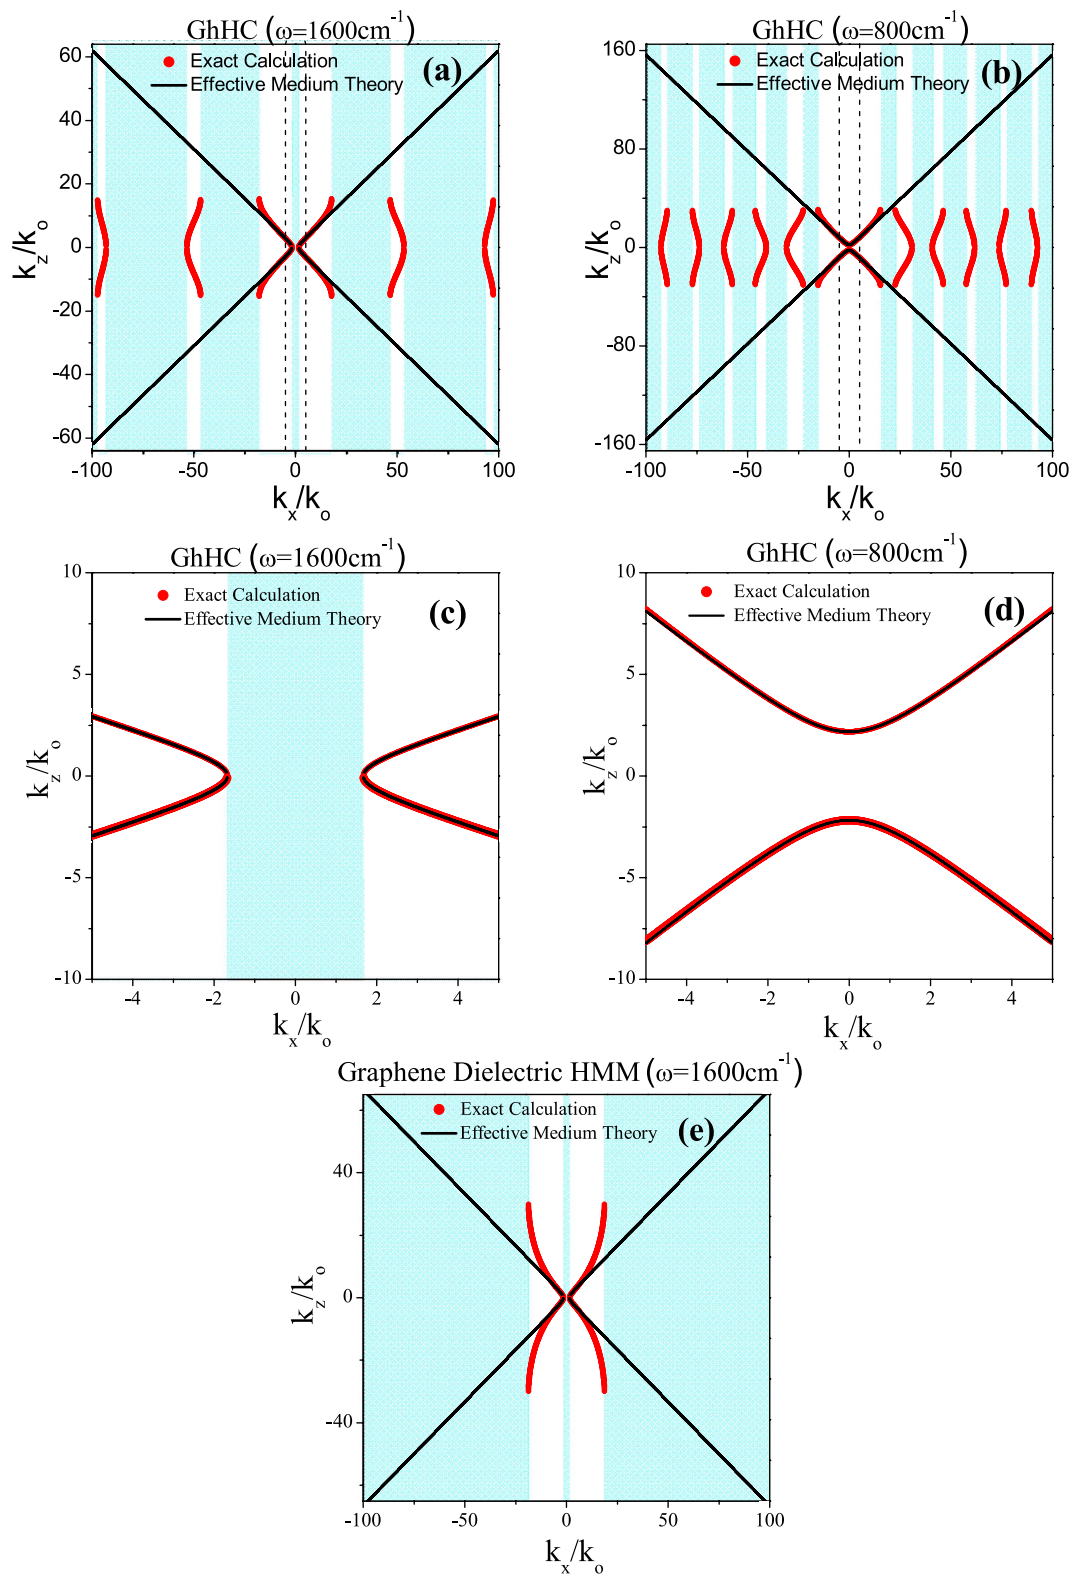 GhHC (ω=1600cm⁻¹)
Exact Calculation
Effective Medium Theory
(a)
60
40
20
0
-20
-40
-60
kz/ko
-100
-50
0
50
100
kx/ko
GhHC (ω=800cm⁻¹)
Exact Calculation
Effective Medium Theory
(b)
160
80
0
-80
-160
kz/ko
-100
-50
0
50
100
kx/ko
GhHC (ω=1600cm⁻¹)
Exact Calculation
Effective Medium Theory
(c)
10
5
0
-5
-10
kz/ko
-4
-2
0
2
4
kx/ko
GhHC (ω=800cm⁻¹)
Exact Calculation
Effective Medium Theory
(d)
10
5
0
-5
-10
kz/ko
-4
-2
0
2
4
kx/ko
Graphene Dielectric HMM (ω=1600cm⁻¹)
Exact Calculation
Effective Medium Theory
(e)
40
0
-40
kz/ko
-100
-50
0
50
100
kx/ko